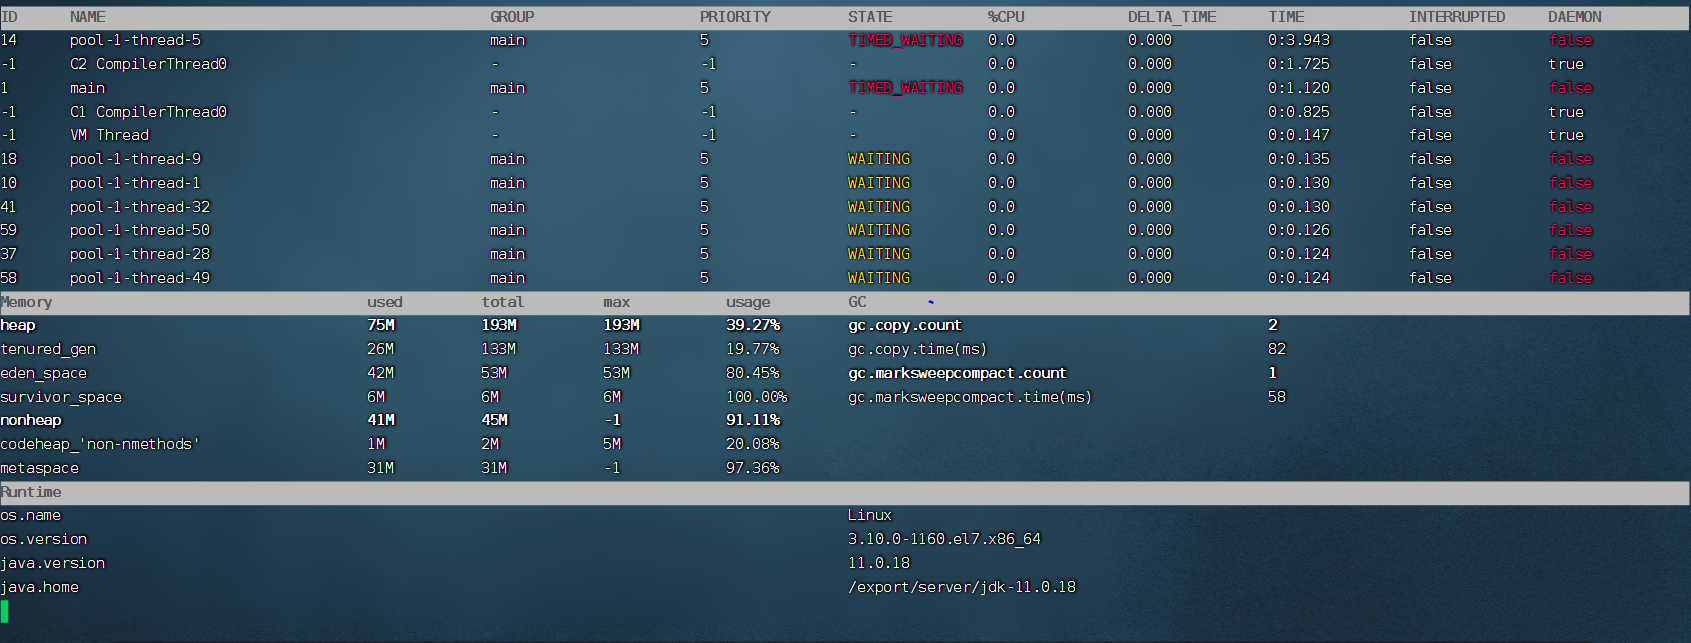 ID NAME GROUP PRIORITY STATE %CPU DELTA_TIME TIME INTERRUPTED DAEMON
14 pool-1-thread-5 main 5 TIMED_WAITING 0.0 0.000 0:3.943 false false
-1 C2 CompilerThread0 - -1 - 0.0 0.000 0:1.725 false true
1 main main 5 TIMED_WAITING 0.0 0.000 0:1.120 false false
-1 C1 CompilerThread0 - -1 - 0.0 0.000 0:0.825 false true
-1 VM Thread - -1 - 0.0 0.000 0:0.147 false true
18 pool-1-thread-9 main 5 WAITING 0.0 0.000 0:0.135 false false
10 pool-1-thread-1 main 5 WAITING 0.0 0.000 0:0.130 false false
41 pool-1-thread-32 main 5 WAITING 0.0 0.000 0:0.130 false false
59 pool-1-thread-50 main 5 WAITING 0.0 0.000 0:0.126 false false
37 pool-1-thread-28 main 5 WAITING 0.0 0.000 0:0.124 false false
58 pool-1-thread-49 main 5 WAITING 0.0 0.000 0:0.124 false false
Memory used total max usage GC
heap 75M 193M 193M 39.27% gc.copy.count 2
tenured_gen 26M 133M 133M 19.77% gc.copy.time(ms) 82
eden_space 42M 53M 53M 80.45% gc.marksweepcompact.count 1
survivor_space 6M 6M 6M 100.00% gc.marksweepcompact.time(ms) 58
nonheap 41M 45M -1 91.11%
codeheap_'non-nmethods' 1M 2M 5M 20.08%
metaspace 31M 31M -1 97.36%
Runtime
os.name Linux
os.version 3.10.0-1160.el7.x86_64
java.version 11.0.18
java.home /export/server/jdk-11.0.18